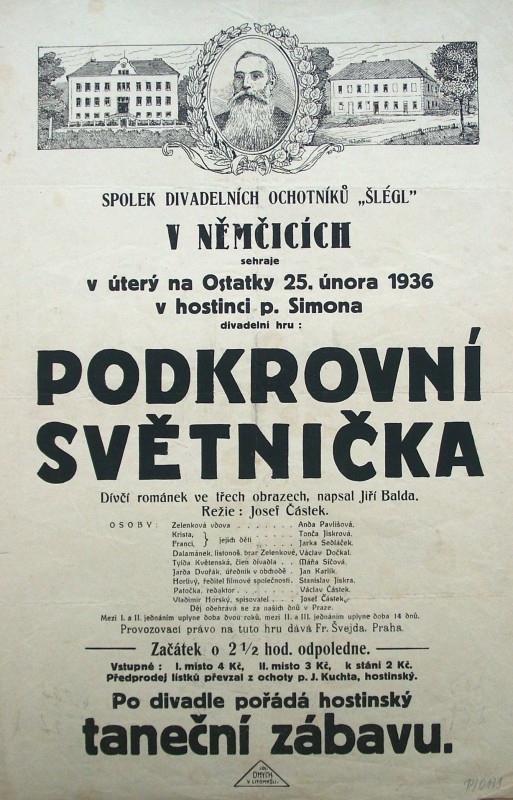 SPOLEK DIVADELNÍCH OCHOTNÍKŮ „ŠLÉGL"
V NĚMČICÍCH
sehraje
v úterý na Ostatky 25. února 1936
v hostinci p. Simona
divadelní hru :
PODKROVNÍ
SVĚTNIČKA
Dívčí románek ve třech obrazech, napsal Jiří Balda.
Režie : Josef Částek.
OSOBY: Zelenková vdova . . . . . . . Anda Pavlišová,
Krista, } jejich děti . . . . . . Tonča Jiskrová,
Franci, Jarka Sedláček,
Dalamánek, listonoš, bratr Zelenkové, Václav Dočkal,
Tylda Květenská, člen divadla . . Máňa Síčová,
Jarda Dvořák, úředník v obchodě . Jan Karlík,
Horlivý, ředitel filmové společnosti, Stanislav Jiskra,
Patočka, redaktor . . . . . . . Václav Částek,
Vladimír Horský, spisovatel . . . Josef Částek,
Děj odehrává se za našich dnů v Praze.
Mezi I. a II. jednáním uplyne doba dvou roků, mezi II. a III. jednáním uplyne doba 14 dnů.
Provozovací právo na tuto hru dává Fr. Švejda, Praha.
Začátek o 2 1/2 hod. odpoledne.
Vstupné : I. místo 4 Kč, II. místo 3 Kč, k stání 2 Kč.
Předprodej lístků převzal z ochoty p. J. Kuchta, hostinský.
Po divadle pořádá hostinský
taneční zábavu.
V LITOMYŠLI